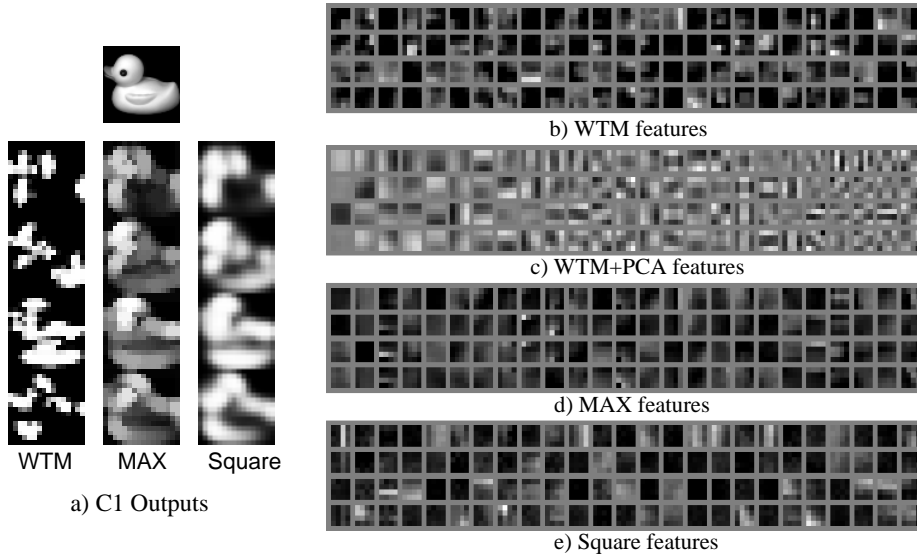 WTM MAX Square
a) C1 Outputs
b) WTM features
c) WTM+PCA features
d) MAX features
e) Square features